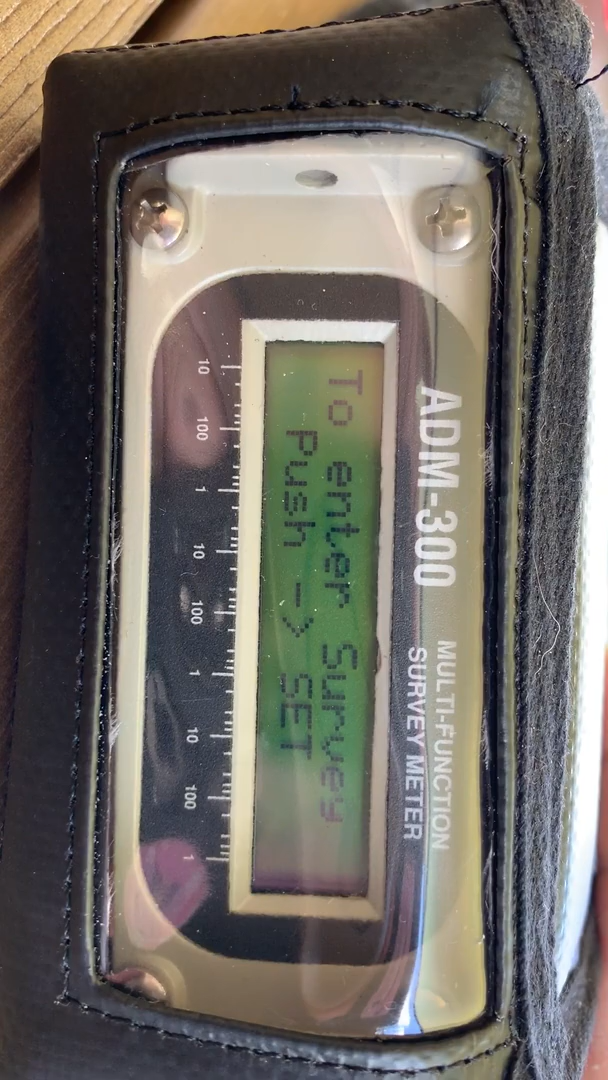 ADM-300
MULTI-FUNCTION
SURVEY METER
To enter Survey
Push -> SET
10 100 1 10 100 1 10 100 1